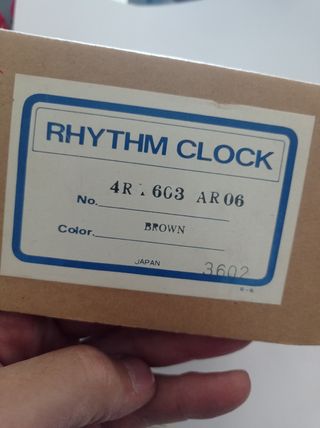 RHYTHM CLOCK
No. 4R 603 AR06
Color. BROWN
JAPAN
3602